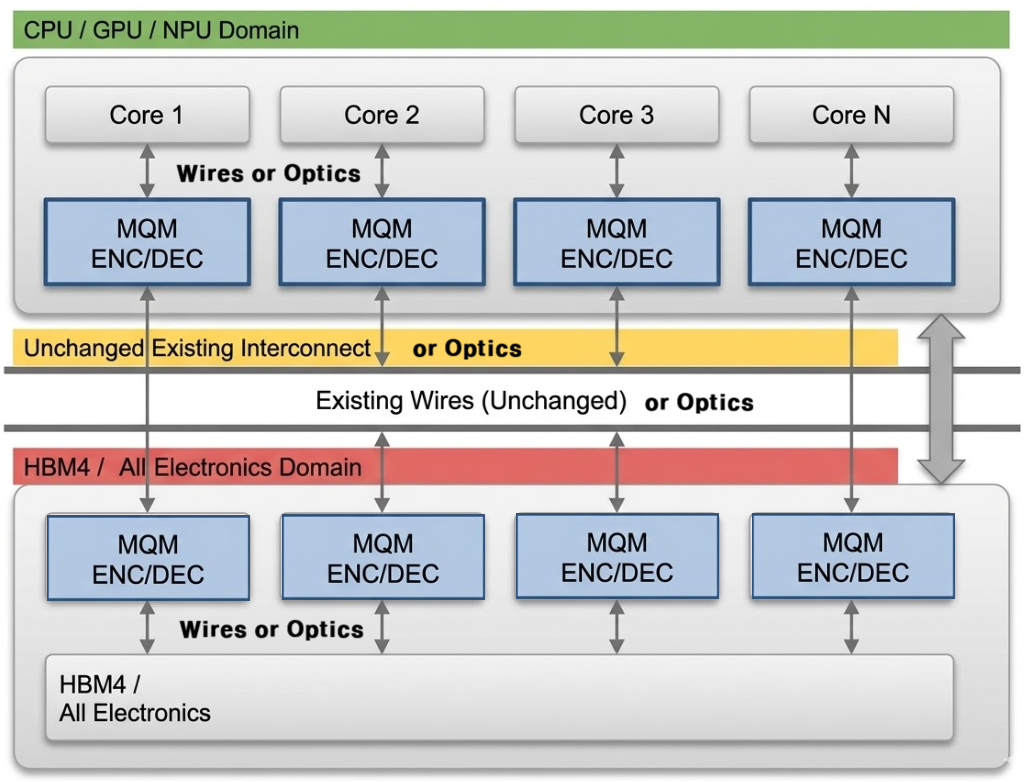 CPU / GPU / NPU Domain
Core 1
Core 2
Core 3
Core N
Wires or Optics
MQM
ENC/DEC
MQM
ENC/DEC
MQM
ENC/DEC
MQM
ENC/DEC
Unchanged Existing Interconnect or Optics
Existing Wires (Unchanged) or Optics
HBM4 / All Electronics Domain
MQM
ENC/DEC
MQM
ENC/DEC
MQM
ENC/DEC
MQM
ENC/DEC
Wires or Optics
HBM4 /
All Electronics